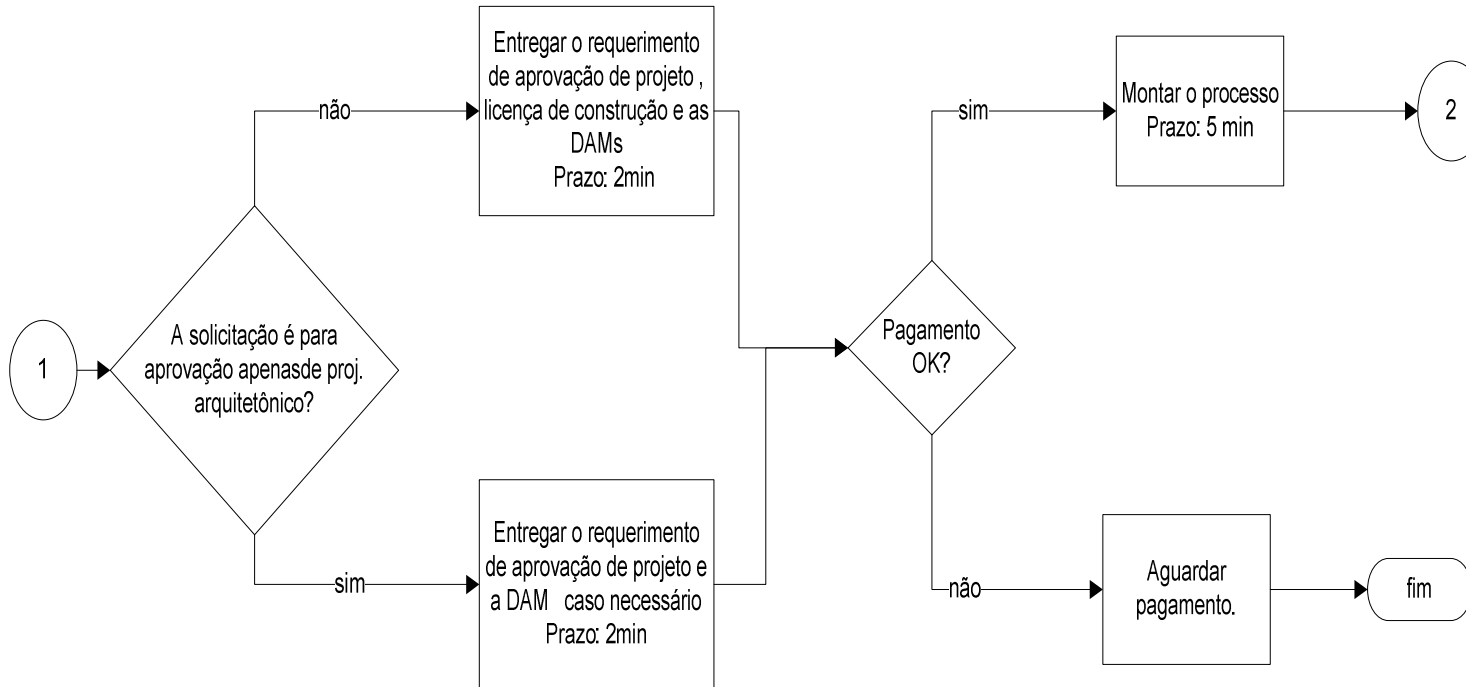 1
A solicitação é para
aprovação apenasde proj.
arquitetônico?
não
Entregar o requerimento
de aprovação de projeto ,
licença de construção e as
DAMs
Prazo: 2min
sim
Entregar o requerimento
de aprovação de projeto e
a DAM caso necessário
Prazo: 2min
Pagamento
OK?
sim
Montar o processo
Prazo: 5 min
2
não
Aguardar
pagamento.
fim